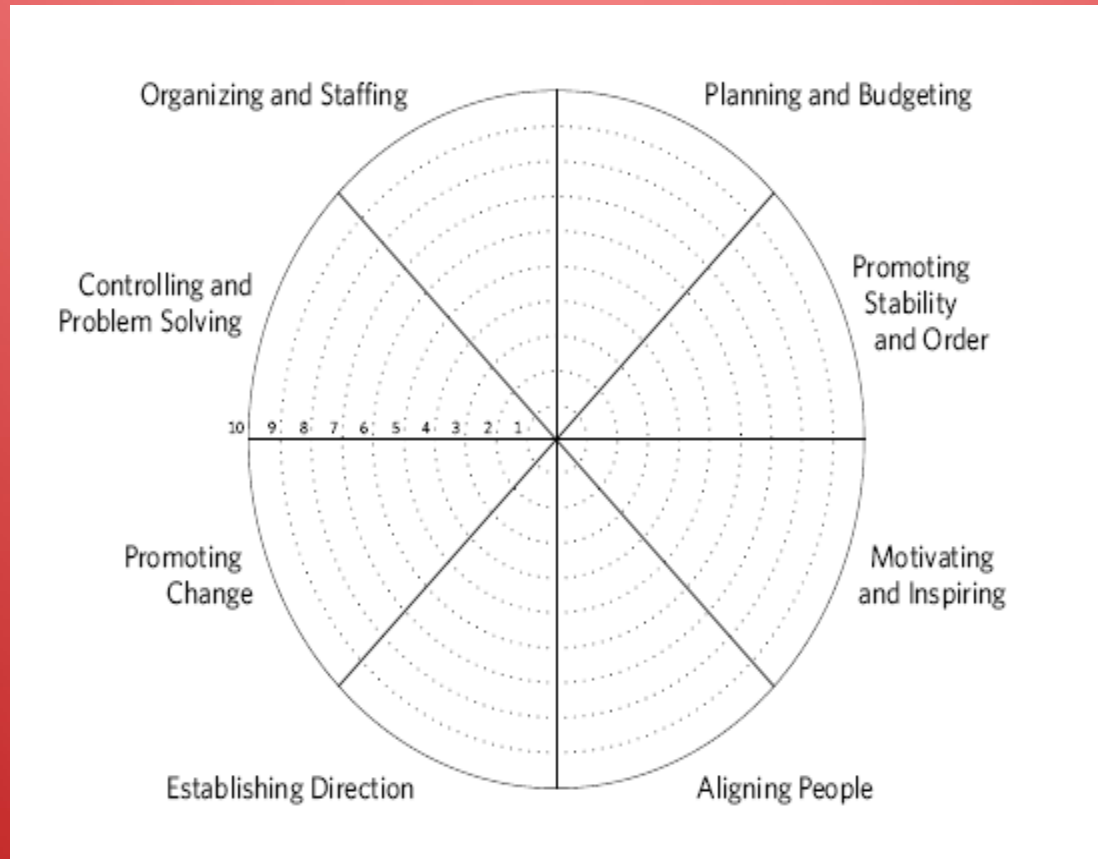 Organizing and Staffing
Planning and Budgeting
Controlling and
Problem Solving
Promoting
Stability
and Order
10 9 8 7 6 5 4 3 2 1
Promoting
Change
Motivating
and Inspiring
Establishing Direction
Aligning People